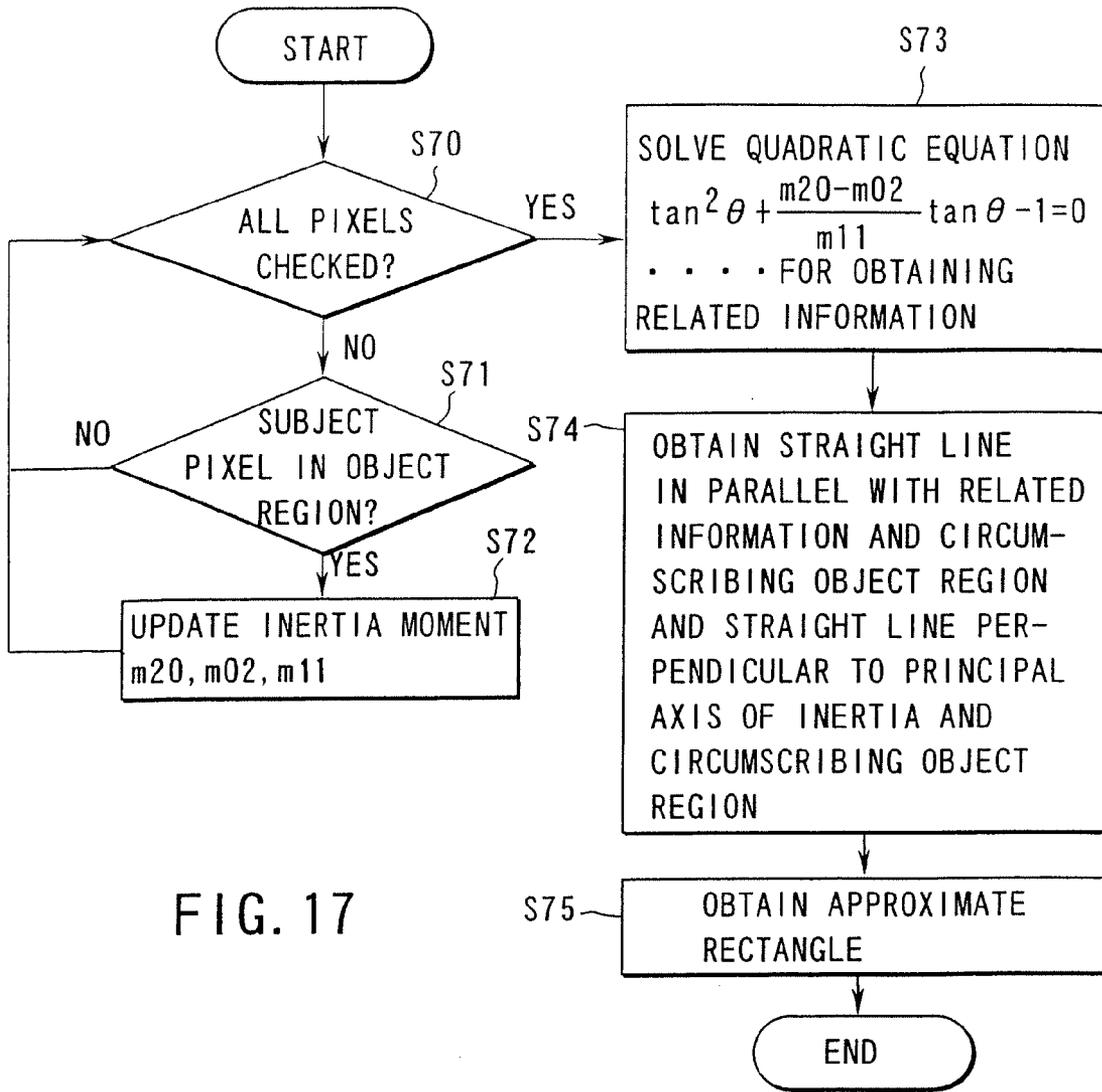 START
S70
ALL PIXELS
CHECKED?
YES
NO
S71
SUBJECT
PIXEL IN OBJECT
REGION?
NO
YES
S72
UPDATE INERTIA MOMENT
m20, m02, m11
S73
SOLVE QUADRATIC EQUATION
tan²θ + (m20-m02)/m11 tanθ -1=0
・・・・FOR OBTAINING
RELATED INFORMATION
S74
OBTAIN STRAIGHT LINE
IN PARALLEL WITH RELATED
INFORMATION AND CIRCUM-
SCRIBING OBJECT REGION
AND STRAIGHT LINE PER-
PENDICULAR TO PRINCIPAL
AXIS OF INERTIA AND
CIRCUMSCRIBING OBJECT
REGION
S75
OBTAIN APPROXIMATE
RECTANGLE
END
FIG. 17